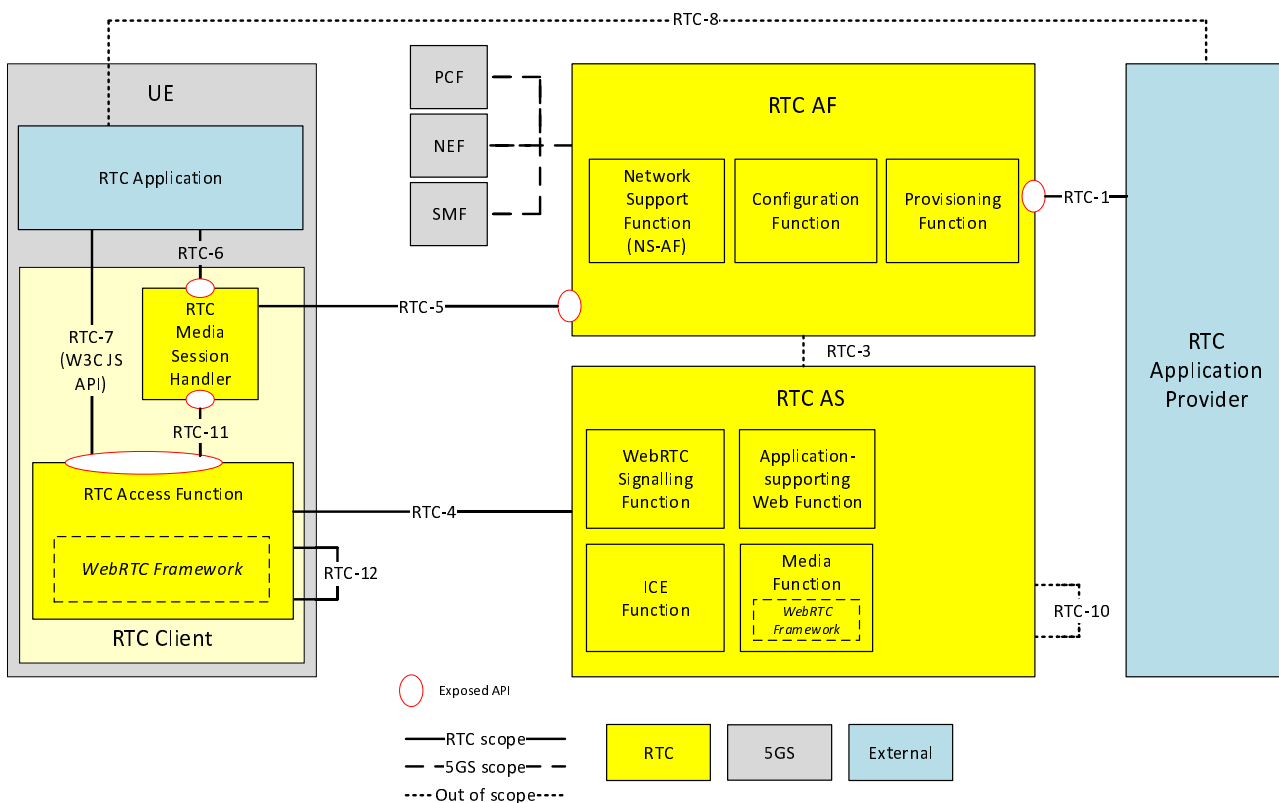 RTC-8
UE
RTC Application
RTC-6
RTC-7
(W3C JS
API)
RTC
Media
Session
Handler
RTC-11
RTC Access Function
WebRTC Framework
RTC-12
RTC Client
PCF
NEF
SMF
RTC-5
RTC-4
RTC AF
Network
Support
Function
(NS-AF)
Configuration
Function
Provisioning
Function
RTC-1
RTC-3
RTC AS
WebRTC
Signalling
Function
Application-
supporting
Web Function
ICE
Function
Media
Function
WebRTC
Framework
RTC-10
RTC
Application
Provider
Exposed API
RTC scope
5GS scope
Out of scope
RTC
5GS
External